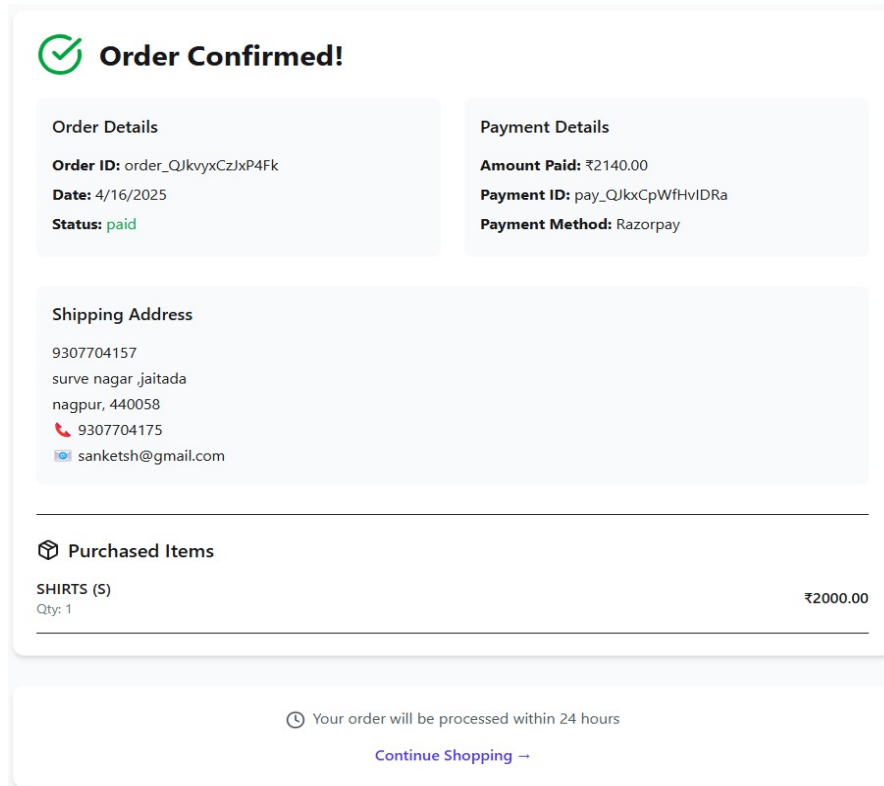 Order Confirmed!
Order Details
Order ID: order_QJkvyxCzJxP4Fk
Date: 4/16/2025
Status: paid
Payment Details
Amount Paid: ₹2140.00
Payment ID: pay_QJkxCpWfHvIDRa
Payment Method: Razorpay
Shipping Address
9307704157
surve nagar ,jaitada
nagpur, 440058
9307704175
sanketsh@gmail.com
Purchased Items
SHIRTS (S)
Qty: 1
₹2000.00
Your order will be processed within 24 hours
Continue Shopping →